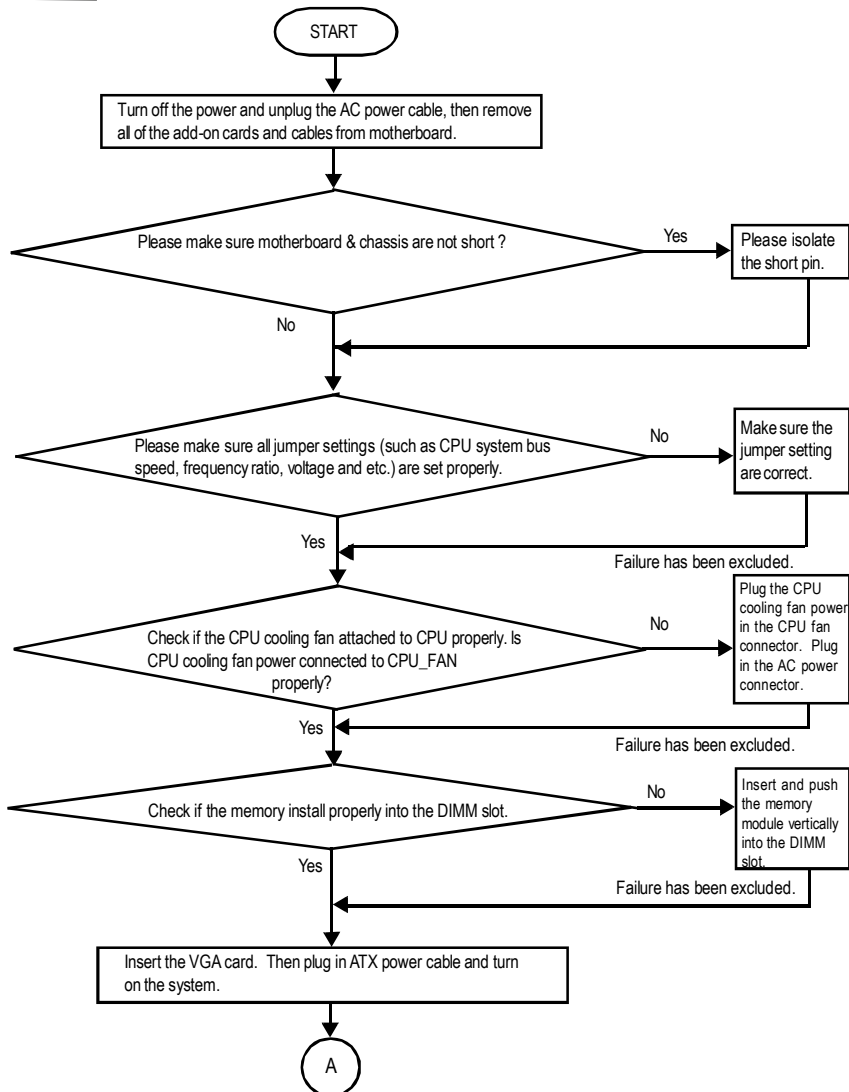 START
Turn off the power and unplug the AC power cable, then remove
all of the add-on cards and cables from motherboard.
Please make sure motherboard & chassis are not short ?
Yes
Please isolate
the short pin.
No
Please make sure all jumper settings (such as CPU system bus
speed, frequency ratio, voltage and etc.) are set properly.
No
Make sure the
jumper setting
are correct.
Yes
Failure has been excluded.
Check if the CPU cooling fan attached to CPU properly. Is
CPU cooling fan power connected to CPU_FAN
properly?
No
Plug the CPU
cooling fan power
in the CPU fan
connector. Plug
in the AC power
connector.
Yes
Failure has been excluded.
Check if the memory install properly into the DIMM slot.
No
Insert and push
the memory
module vertically
into the DIMM
slot.
Yes
Failure has been excluded.
Insert the VGA card. Then plug in ATX power cable and turn
on the system.
A